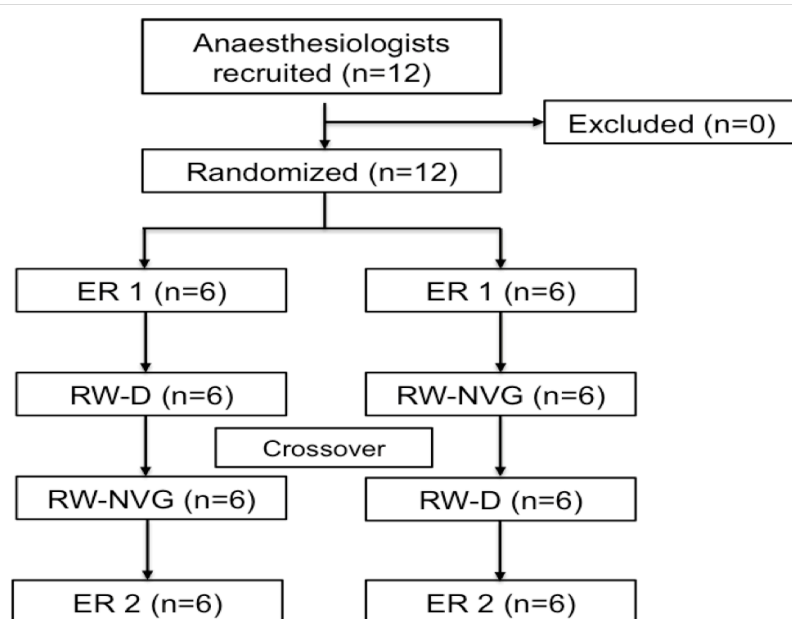 Anaesthesiologists
recruited (n=12)
Excluded (n=0)
Randomized (n=12)
ER 1 (n=6)
ER 1 (n=6)
RW-D (n=6)
RW-NVG (n=6)
Crossover
RW-NVG (n=6)
RW-D (n=6)
ER 2 (n=6)
ER 2 (n=6)